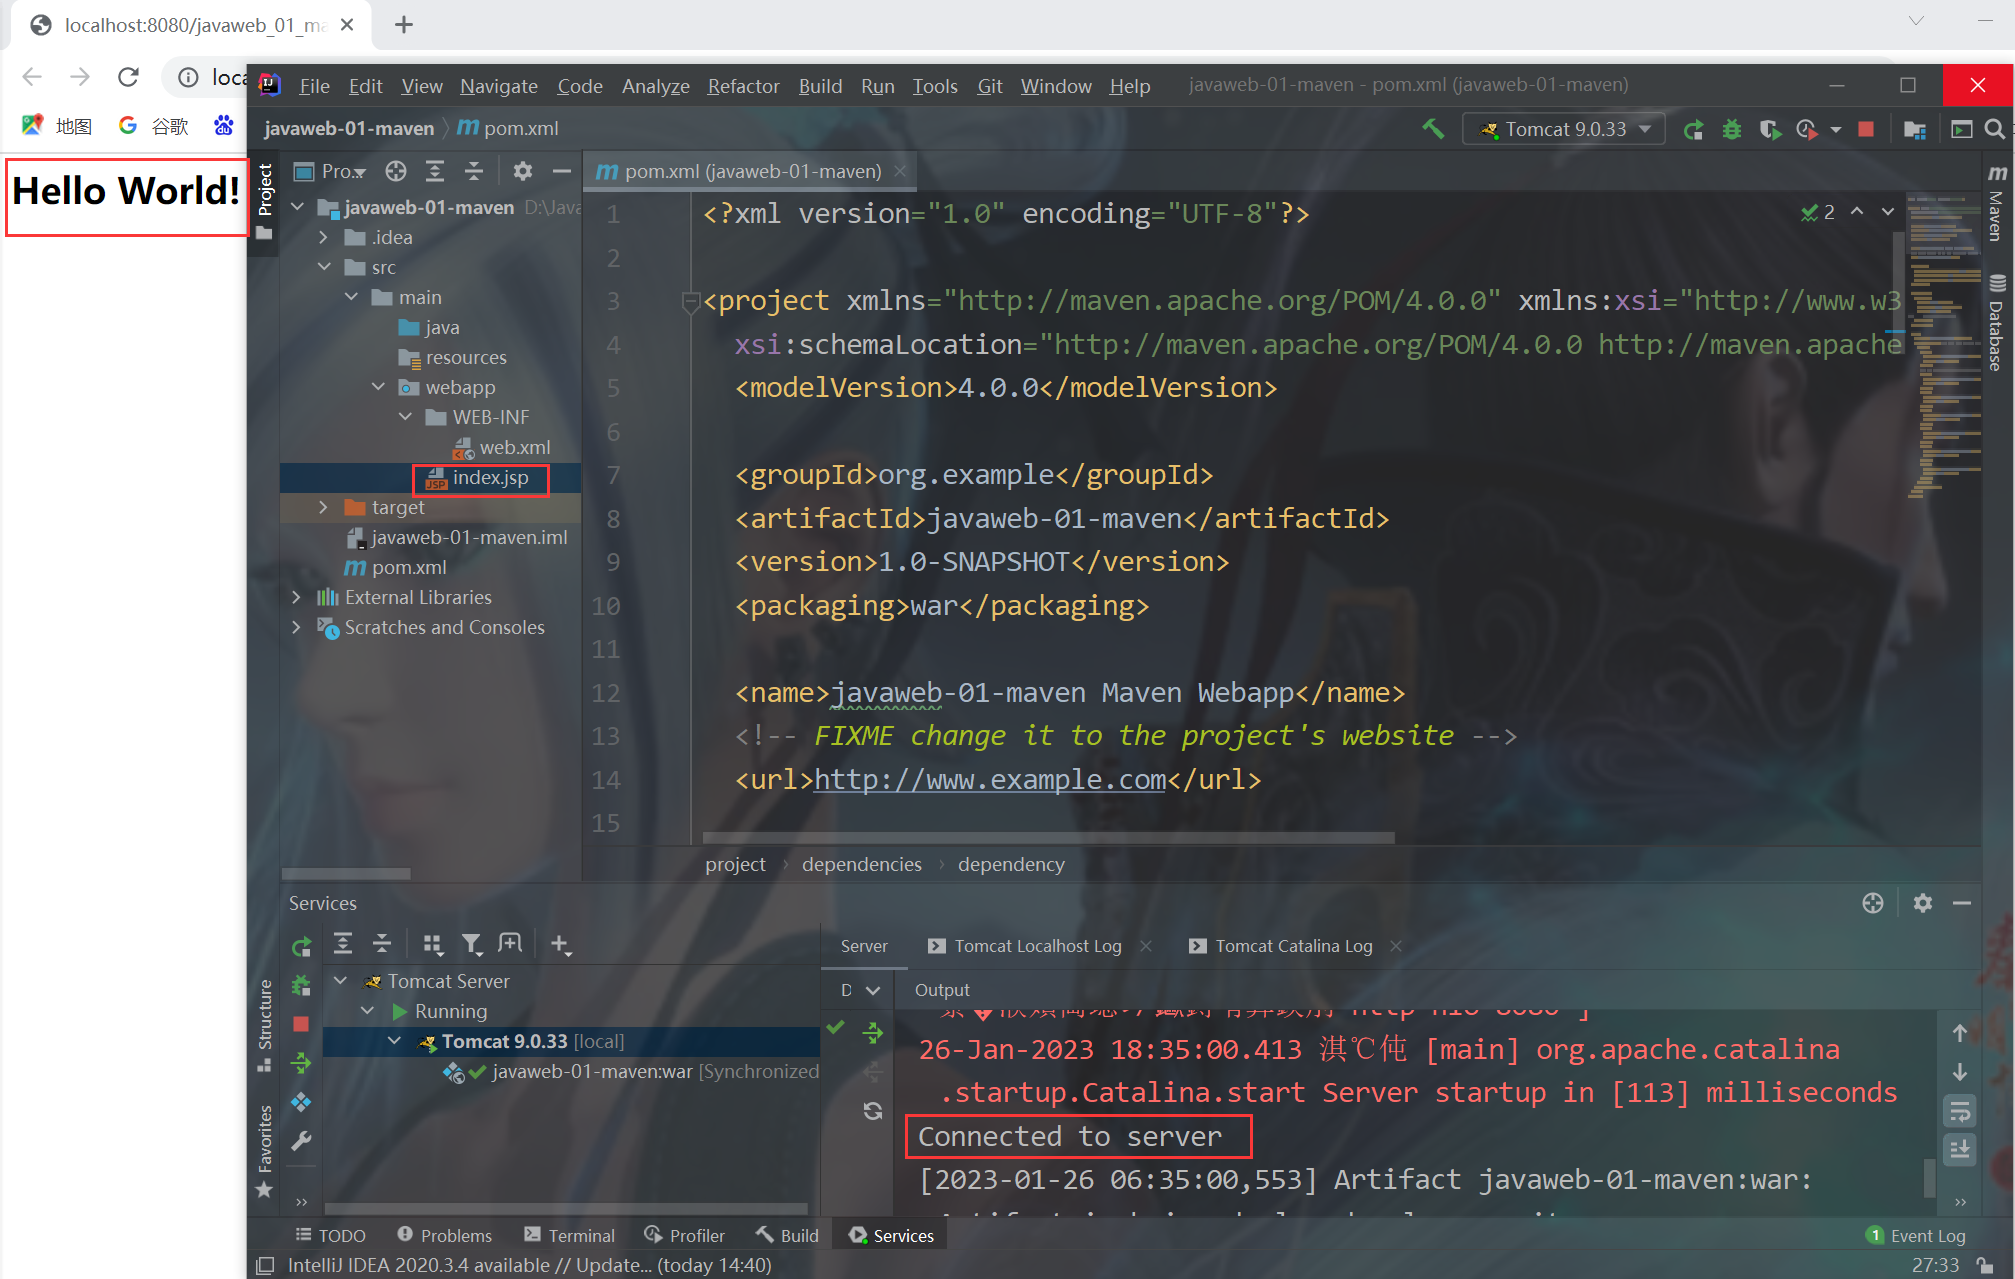 localhost:8080/javaweb_01_ma
loca
地图 谷歌
Hello World!
File Edit View Navigate Code Analyze Refactor Build Run Tools Git Window Help
javaweb-01-maven - pom.xml (javaweb-01-maven)
javaweb-01-maven pom.xml
Tomcat 9.0.33
Project
Pro...
javaweb-01-maven D:\Java
.idea
src
main
java
resources
webapp
WEB-INF
web.xml
index.jsp
target
javaweb-01-maven.iml
pom.xml
External Libraries
Scratches and Consoles
pom.xml (javaweb-01-maven)
2
1 <?xml version="1.0" encoding="UTF-8"?>
2
3 <project xmlns="http://maven.apache.org/POM/4.0.0" xmlns:xsi="http://www.w3
4 xsi:schemaLocation="http://maven.apache.org/POM/4.0.0 http://maven.apache
5 <modelVersion>4.0.0</modelVersion>
6
7 <groupId>org.example</groupId>
8 <artifactId>javaweb-01-maven</artifactId>
9 <version>1.0-SNAPSHOT</version>
10 <packaging>war</packaging>
11
12 <name>javaweb-01-maven Maven Webapp</name>
13 <!-- FIXME change it to the project's website -->
14 <url>http://www.example.com</url>
15
project dependencies dependency
Maven
Database
Services
Structure
Favorites
Tomcat Server
Running
Tomcat 9.0.33 [local]
javaweb-01-maven:war [Synchronized
Server Tomcat Localhost Log Tomcat Catalina Log
D Output
26-Jan-2023 18:35:00.413 淇℃伅 [main] org.apache.catalina
.startup.Catalina.start Server startup in [113] milliseconds
Connected to server
[2023-01-26 06:35:00,553] Artifact javaweb-01-maven:war:
TODO Problems Terminal Profiler Build Services
1 Event Log
IntelliJ IDEA 2020.3.4 available // Update... (today 14:40)
27:33